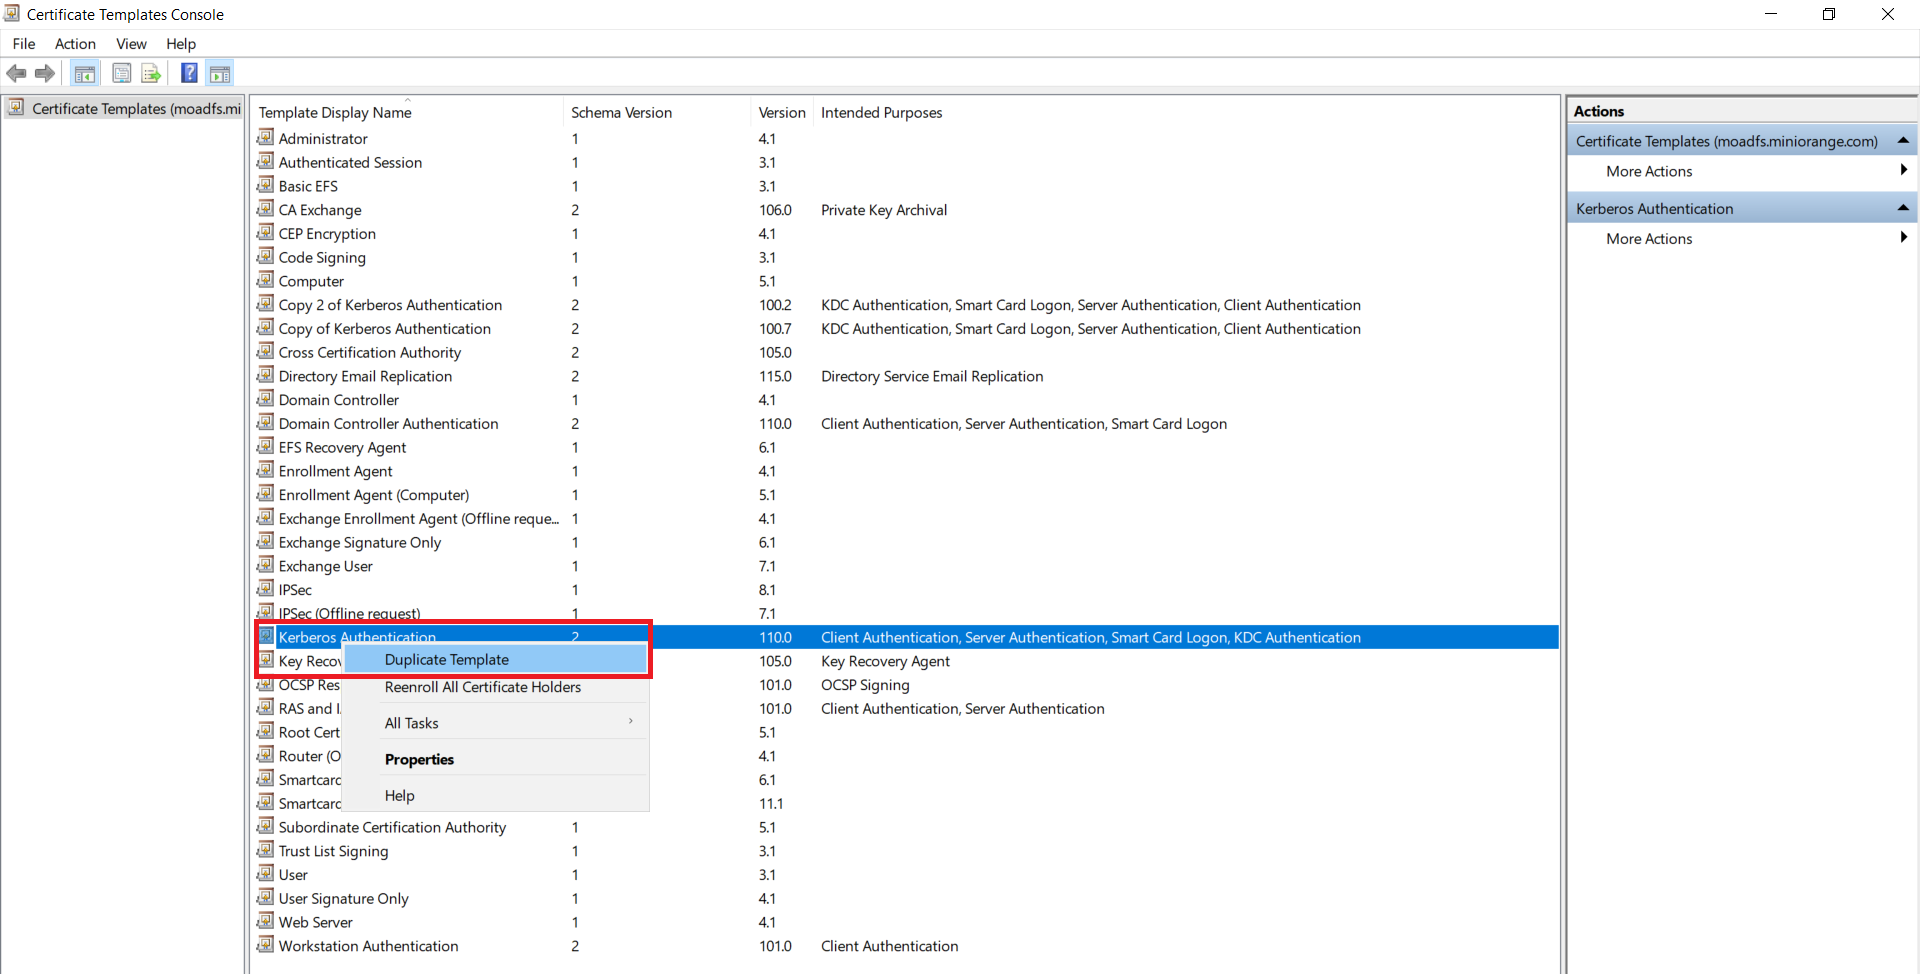 Certificate Templates Console
File Action View Help
Certificate Templates (moadfs.mi
Template Display Name Schema Version Version Intended Purposes
Administrator 1 4.1
Authenticated Session 1 3.1
Basic EFS 1 3.1
CA Exchange 2 106.0 Private Key Archival
CEP Encryption 1 4.1
Code Signing 1 3.1
Computer 1 5.1
Copy 2 of Kerberos Authentication 2 100.2 KDC Authentication, Smart Card Logon, Server Authentication, Client Authentication
Copy of Kerberos Authentication 2 100.7 KDC Authentication, Smart Card Logon, Server Authentication, Client Authentication
Cross Certification Authority 2 105.0
Directory Email Replication 2 115.0 Directory Service Email Replication
Domain Controller 1 4.1
Domain Controller Authentication 2 110.0 Client Authentication, Server Authentication, Smart Card Logon
EFS Recovery Agent 1 6.1
Enrollment Agent 1 4.1
Enrollment Agent (Computer) 1 5.1
Exchange Enrollment Agent (Offline reque... 1 4.1
Exchange Signature Only 1 6.1
Exchange User 1 7.1
IPSec 1 8.1
IPSec (Offline request) 1 7.1
Kerberos Authentication 2 110.0 Client Authentication, Server Authentication, Smart Card Logon, KDC Authentication
Key Recov 105.0 Key Recovery Agent
OCSP Res 101.0 OCSP Signing
RAS and I 101.0 Client Authentication, Server Authentication
Root Cert 5.1
Router (O 4.1
Smartcard 6.1
Smartcard 11.1
Subordinate Certification Authority 1 5.1
Trust List Signing 1 3.1
User 1 3.1
User Signature Only 1 4.1
Web Server 1 4.1
Workstation Authentication 2 101.0 Client Authentication
Duplicate Template
Reenroll All Certificate Holders
All Tasks
Properties
Help
Actions
Certificate Templates (moadfs.miniorange.com)
More Actions
Kerberos Authentication
More Actions